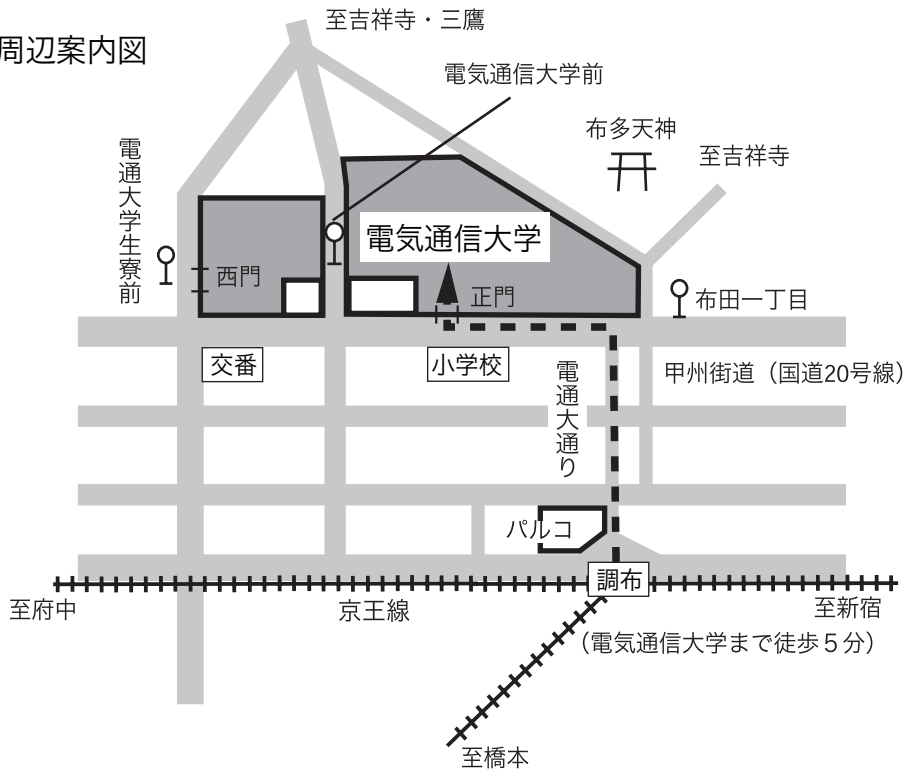 至吉祥寺・三鷹
周辺案内図
電気通信大学前
布多天神
至吉祥寺
電通大学生寮前
電気通信大学
西門
正門
布田一丁目
交番
小学校
甲州街道（国道20号線）
電通大通り
パルコ
調布
至府中
京王線
至新宿
（電気通信大学まで徒歩５分）
至橋本